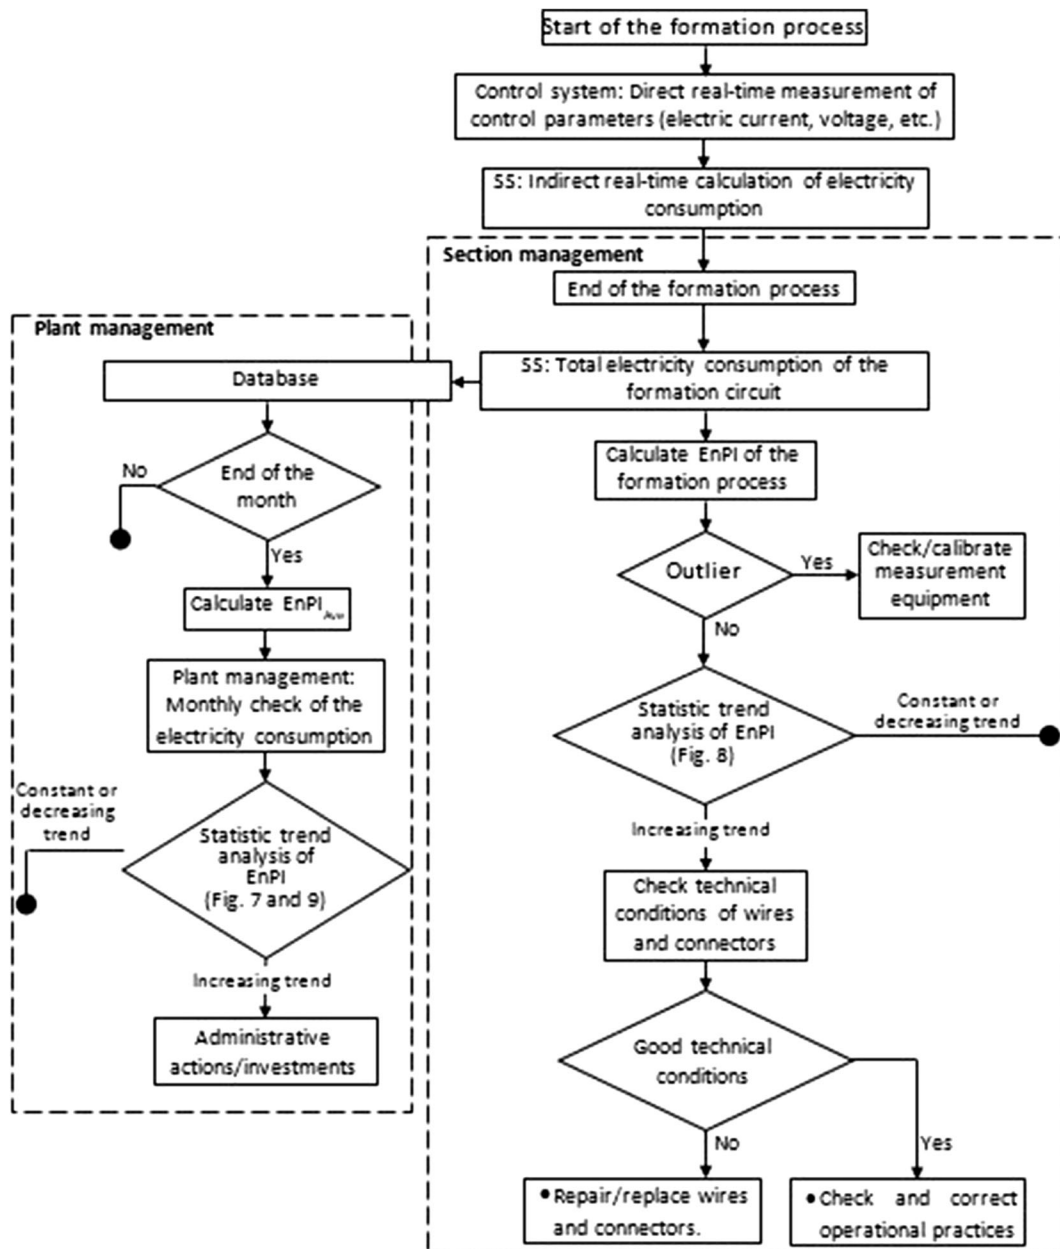 Start of the formation process
Control system: Direct real-time measurement of
control parameters (electric current, voltage, etc.)
SS: Indirect real-time calculation of electricity
consumption
Section management
End of the formation process
SS: Total electricity consumption of the
formation circuit
Calculate EnPI of the
formation process
Outlier
Yes
Check/calibrate
measurement
equipment
No
Statistic trend
analysis of EnPI
(Fig. 8)
Constant or
decreasing trend
Increasing trend
Check technical
conditions of wires
and connectors
Good technical
conditions
No
Yes
• Repair/replace wires
and connectors.
• Check and correct
operational practices
Plant management
Database
End of the
month
No
Yes
Calculate EnPI Ave
Plant management:
Monthly check of the
electricity consumption
Statistic trend
analysis of
EnPI
(Fig. 7 and 9)
Constant or
decreasing
trend
Increasing trend
Administrative
actions/investments